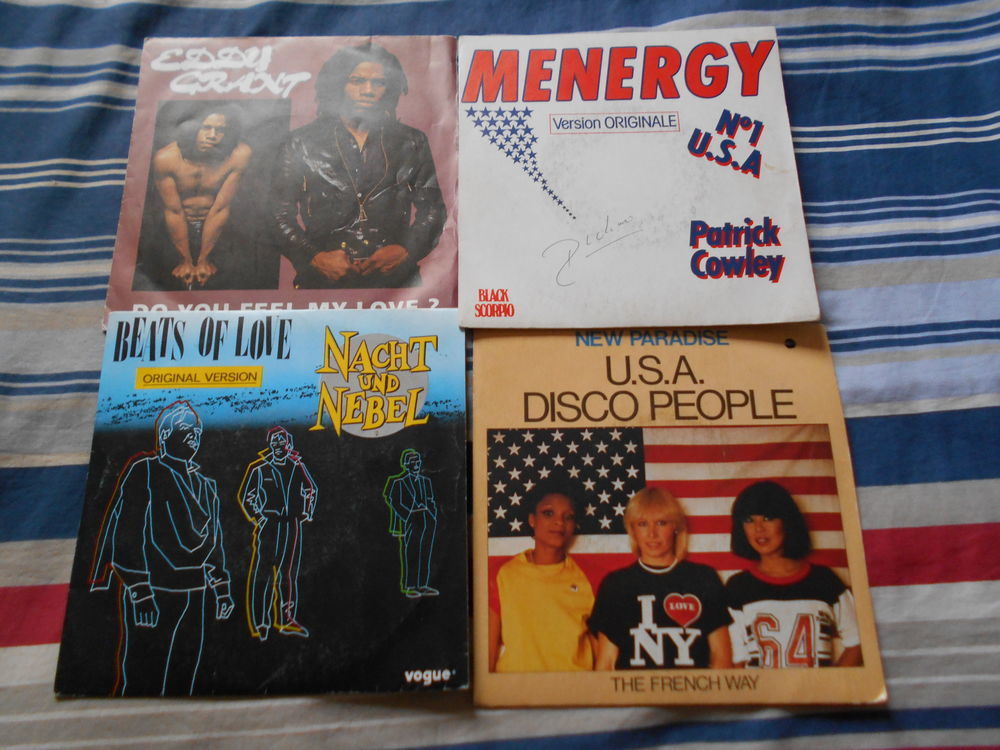 EDDY
GRANT
DO YOU FEEL MY LOVE ?
MENERGY
Version ORIGINALE
Nº1
U.S.A
Patrick
Cowley
BLACK
SCORPIO
BEATS OF LOVE
ORIGINAL VERSION
NACHT
UND
NEBEL
vogue
NEW PARADISE
U.S.A.
DISCO PEOPLE
I LOVE
NY
64
THE FRENCH WAY